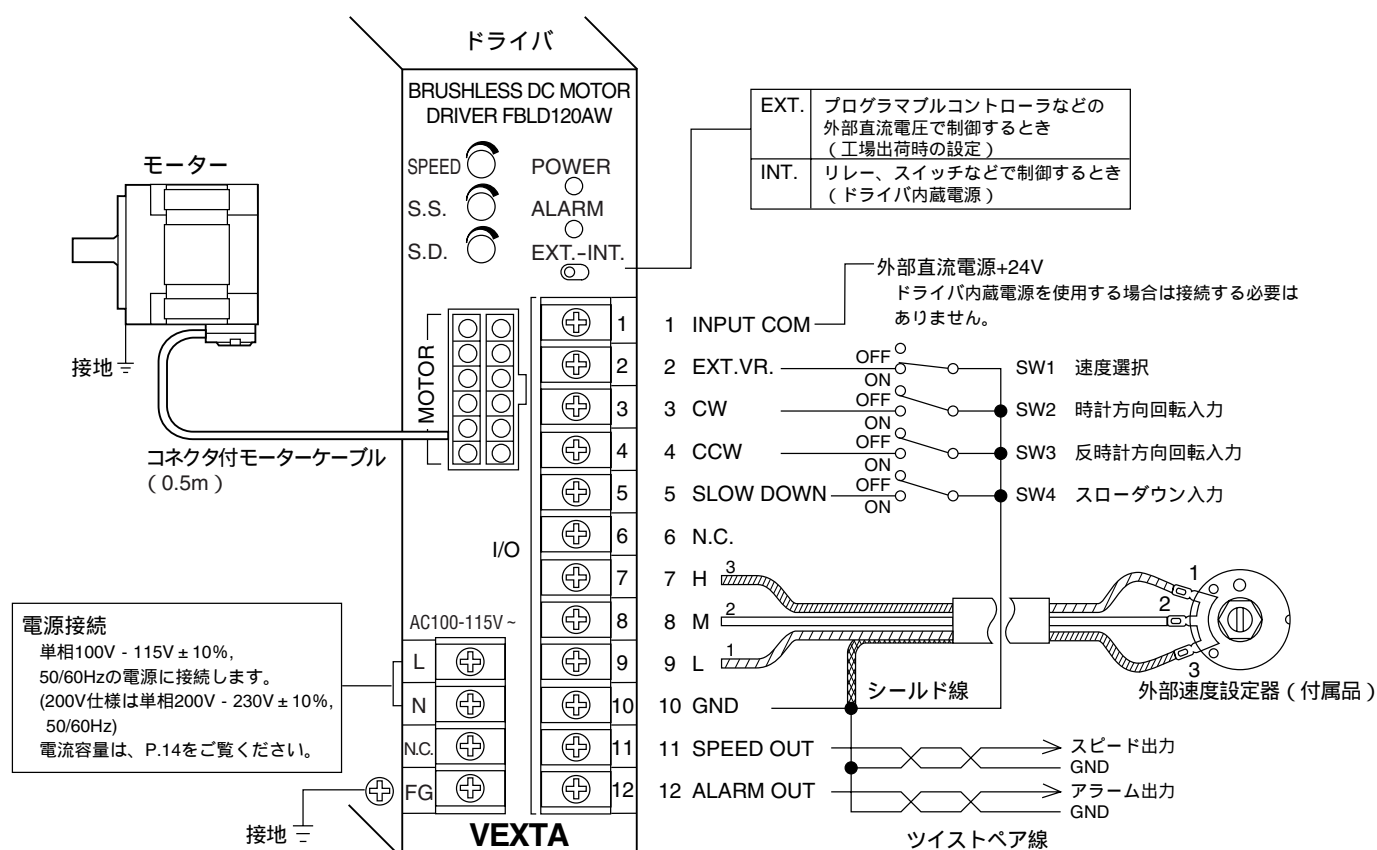 ドライバ
BRUSHLESS DC MOTOR
DRIVER FBLD120AW
SPEED
POWER
S.S.
ALARM
S.D.
EXT.-INT.
モーター
接地
コネクタ付モーターケーブル
(0.5m)
MOTOR
I/O
1
2
3
4
5
6
7
8
9
10
11
12
AC100-115V~
L
N
N.C.
FG
VEXTA
電源接続
単相100V - 115V±10%,
50/60Hzの電源に接続します。
(200V仕様は単相200V - 230V±10%,
50/60Hz)
電流容量は、P.14をご覧ください。
接地
EXT. プログラマブルコントローラなどの
外部直流電圧で制御するとき
(工場出荷時の設定)
INT. リレー、スイッチなどで制御するとき
(ドライバ内蔵電源)
外部直流電源+24V
ドライバ内蔵電源を使用する場合は接続する必要は
ありません。
1 INPUT COM
2 EXT.VR. OFF ON SW1 速度選択
3 CW OFF ON SW2 時計方向回転入力
4 CCW OFF ON SW3 反時計方向回転入力
5 SLOW DOWN OFF ON SW4 スローダウン入力
6 N.C.
7 H 3
8 M 2
9 L 1
1
2
3
シールド線
外部速度設定器(付属品)
10 GND
11 SPEED OUT スピード出力
GND
12 ALARM OUT アラーム出力
GND
ツイストペア線